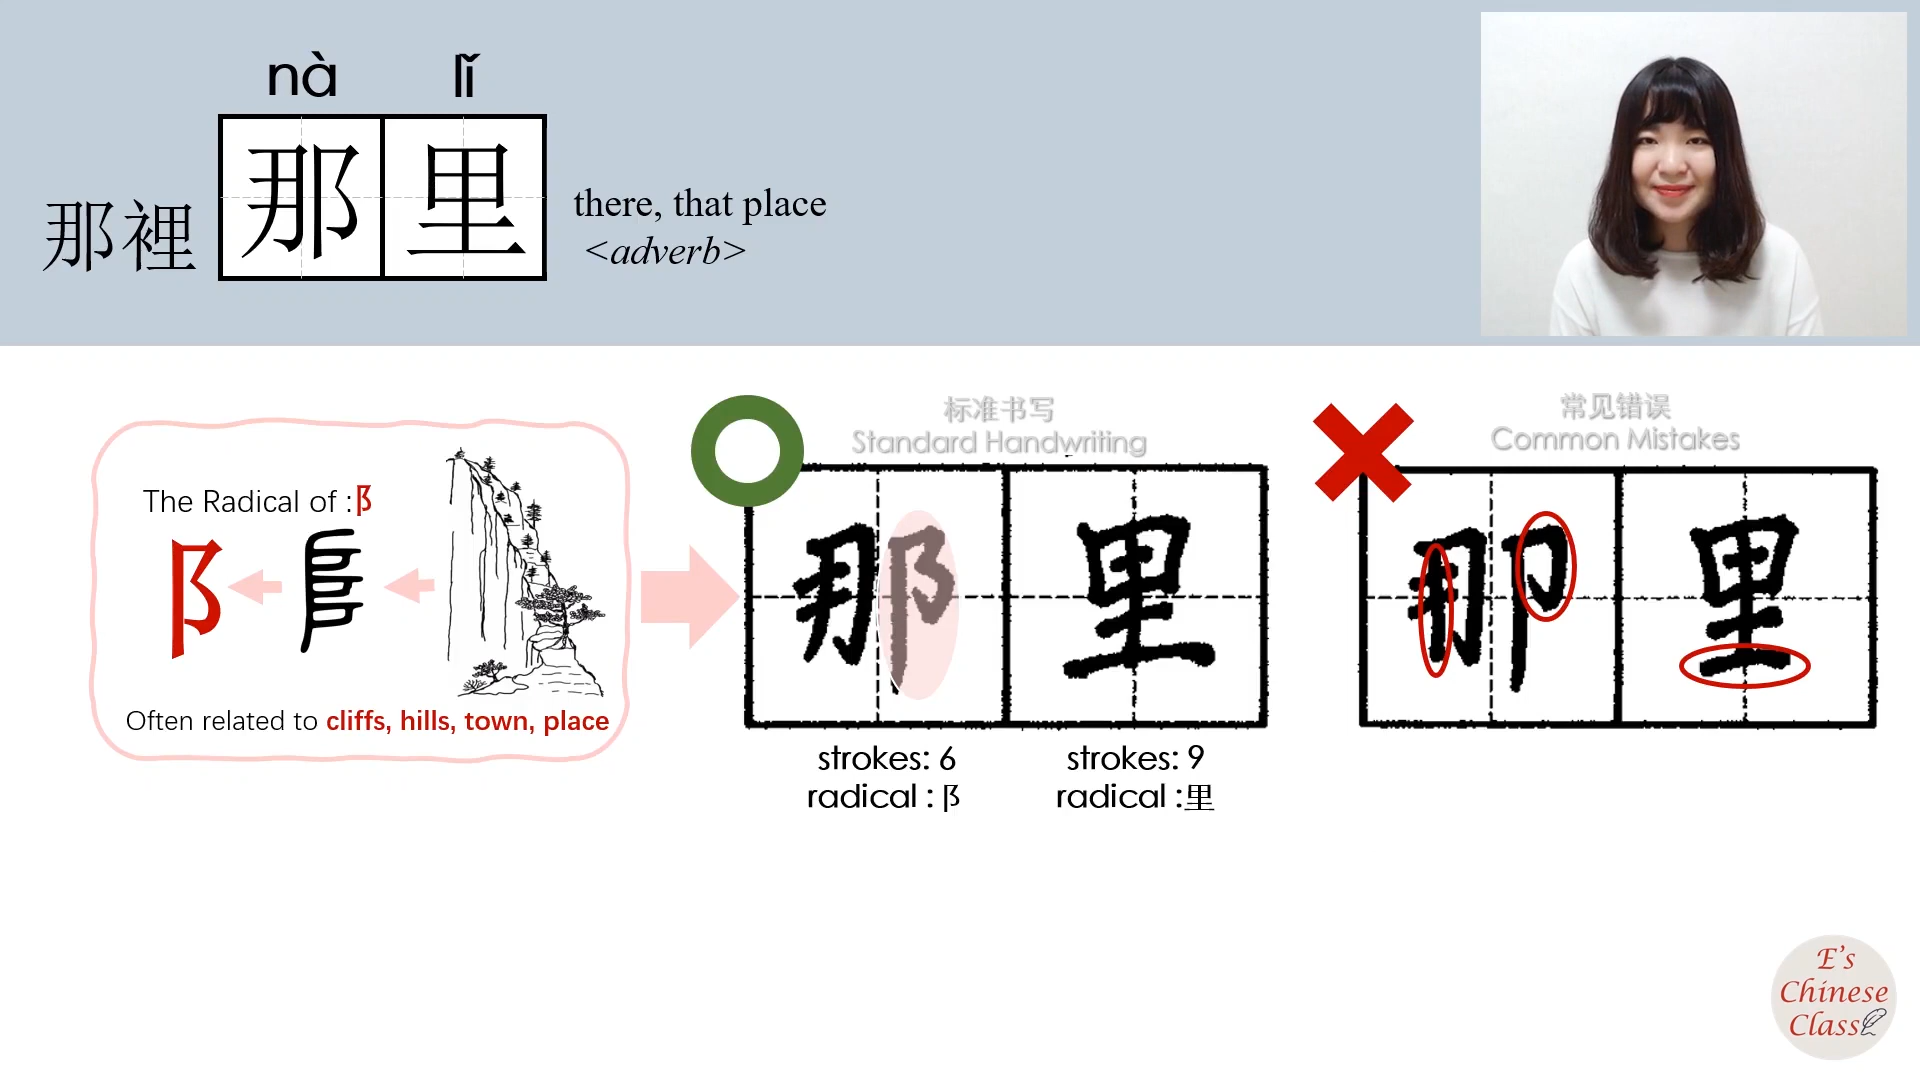 nà lǐ
那裡
那里
there, that place
<adverb>
The Radical of :阝
阝
Often related to cliffs, hills, town, place
标准书写
Standard Handwriting
那里
strokes: 6
radical : 阝
strokes: 9
radical :里
常见错误
Common Mistakes
里
E's
Chinese
Class